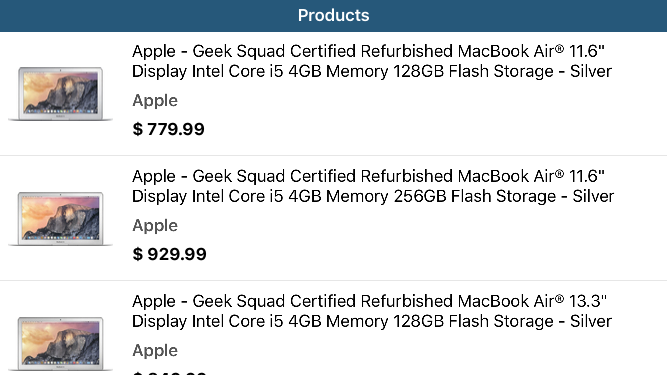 Products
Apple - Geek Squad Certified Refurbished MacBook Air® 11.6"
Display Intel Core i5 4GB Memory 128GB Flash Storage - Silver
Apple
$ 779.99
Apple - Geek Squad Certified Refurbished MacBook Air® 11.6"
Display Intel Core i5 4GB Memory 256GB Flash Storage - Silver
Apple
$ 929.99
Apple - Geek Squad Certified Refurbished MacBook Air® 13.3"
Display Intel Core i5 4GB Memory 128GB Flash Storage - Silver
Apple